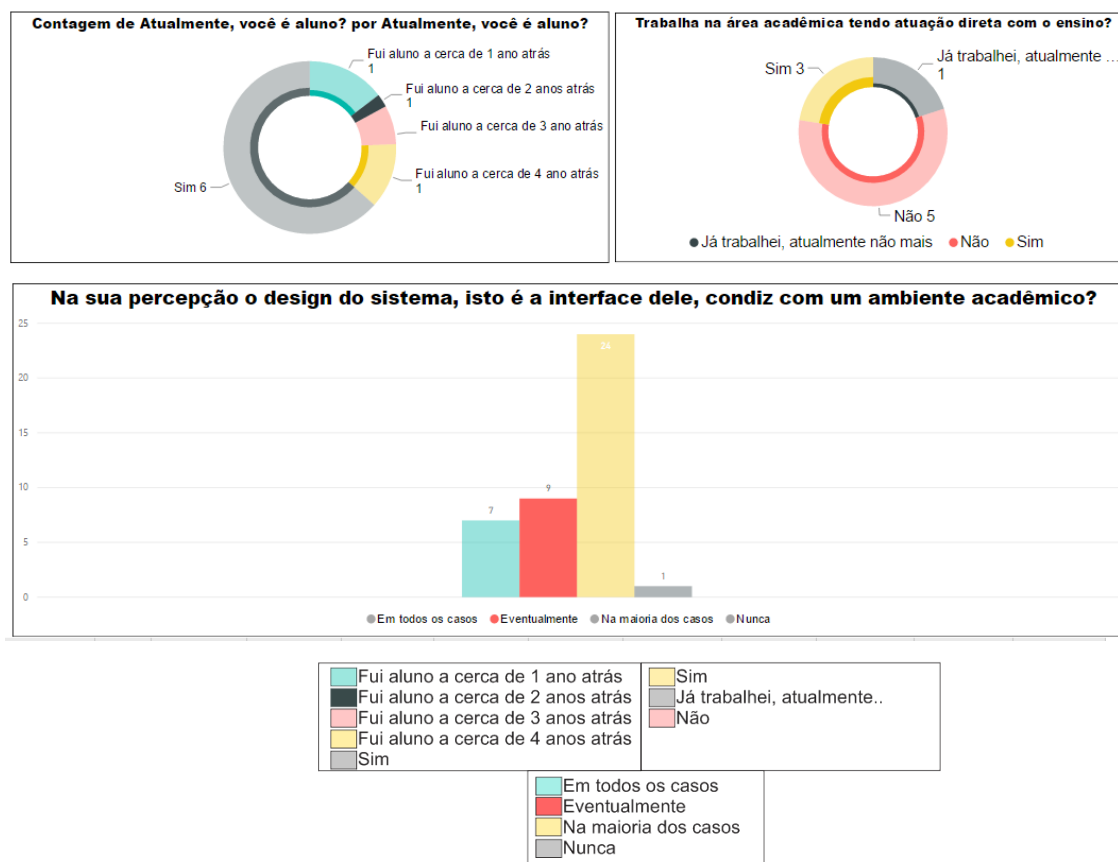 Contagem de Atualmente, você é aluno? por Atualmente, você é aluno?
Fui aluno a cerca de 1 ano atrás
1
Fui aluno a cerca de 2 anos atrás
1
Fui aluno a cerca de 3 ano atrás
1
Fui aluno a cerca de 4 ano atrás
1
Sim 6
Trabalha na área acadêmica tendo atuação direta com o ensino?
Sim 3
Já trabalhei, atualmente ...
1
Não 5
Já trabalhei, atualmente não mais Não Sim
Na sua percepção o design do sistema, isto é a interface dele, condiz com um ambiente acadêmico?
25
20
15
10
5
0
7
9
24
1
Em todos os casos Eventualmente Na maioria dos casos Nunca
Fui aluno a cerca de 1 ano atrás
Fui aluno a cerca de 2 anos atrás
Fui aluno a cerca de 3 anos atrás
Fui aluno a cerca de 4 anos atrás
Sim
Sim
Já trabalhei, atualmente..
Não
Em todos os casos
Eventualmente
Na maioria dos casos
Nunca